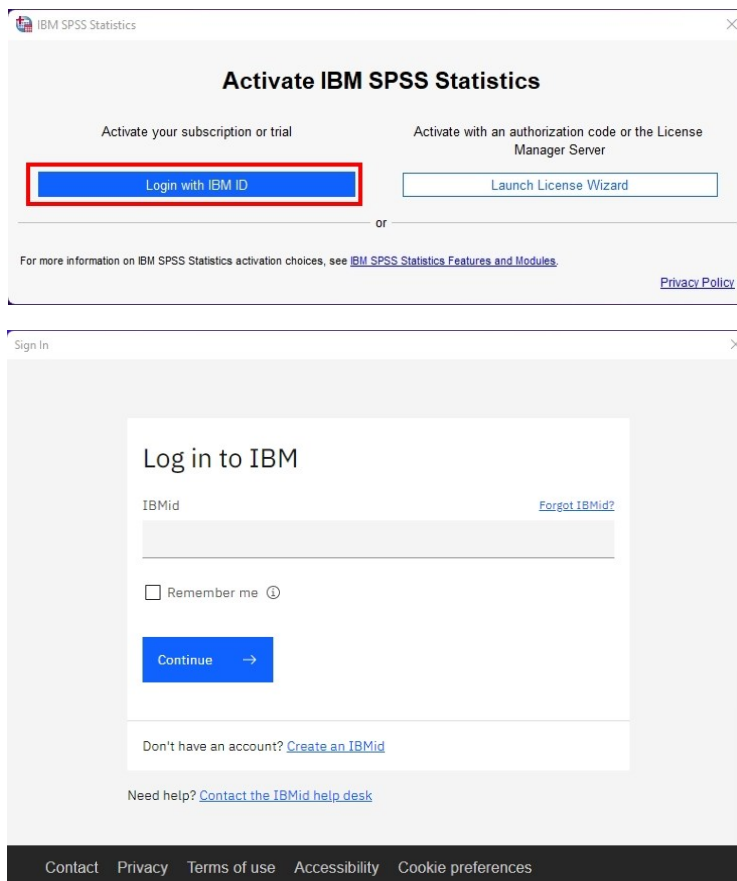 IBM SPSS Statistics
Activate IBM SPSS Statistics
Activate your subscription or trial
Login with IBM ID
Activate with an authorization code or the License
Manager Server
Launch License Wizard
or
For more information on IBM SPSS Statistics activation choices, see IBM SPSS Statistics Features and Modules.
Privacy Policy
Sign In
Log in to IBM
IBMid
Forgot IBMid?
Remember me
Continue →
Don't have an account? Create an IBMid
Need help? Contact the IBMid help desk
Contact Privacy Terms of use Accessibility Cookie preferences